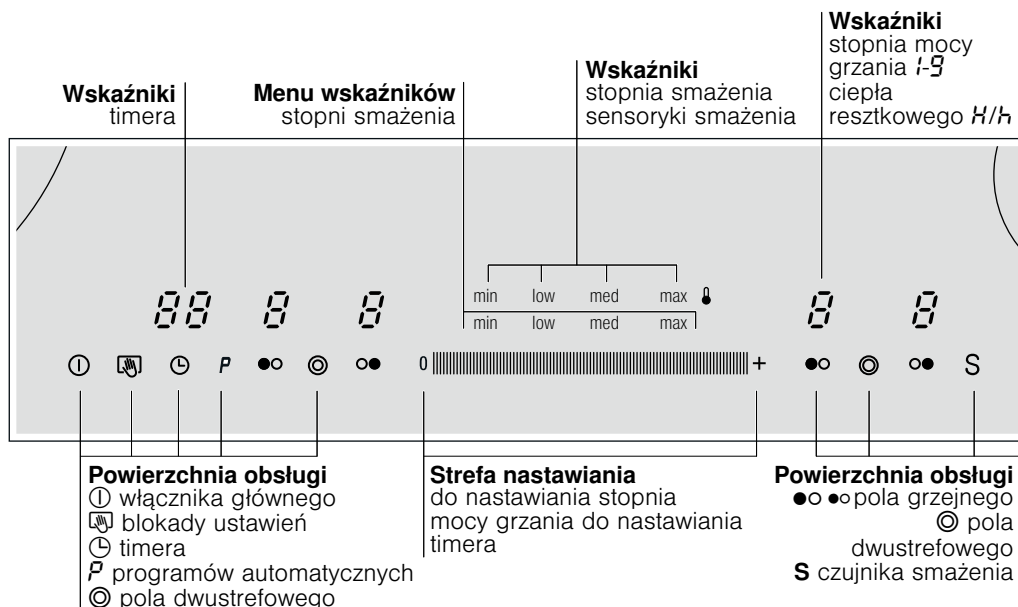 Wskaźniki
timera
Menu wskaźników
stopni smażenia
Wskaźniki
stopnia smażenia
sensoryki smażenia
Wskaźniki
stopnia mocy
grzania 1-9
ciepła
resztkowego H/h
min low med max
88 8 8 8 8
min low med max
P 0 + S
Powierzchnia obsługi
włącznika głównego
blokady ustawień
timera
P programów automatycznych
pola dwustrefowego
Strefa nastawiania
do nastawiania stopnia
mocy grzania do nastawiania
timera
Powierzchnia obsługi
●○ ●○ pola grzejnego
◎ pola
dwustrefowego
S czujnika smażenia